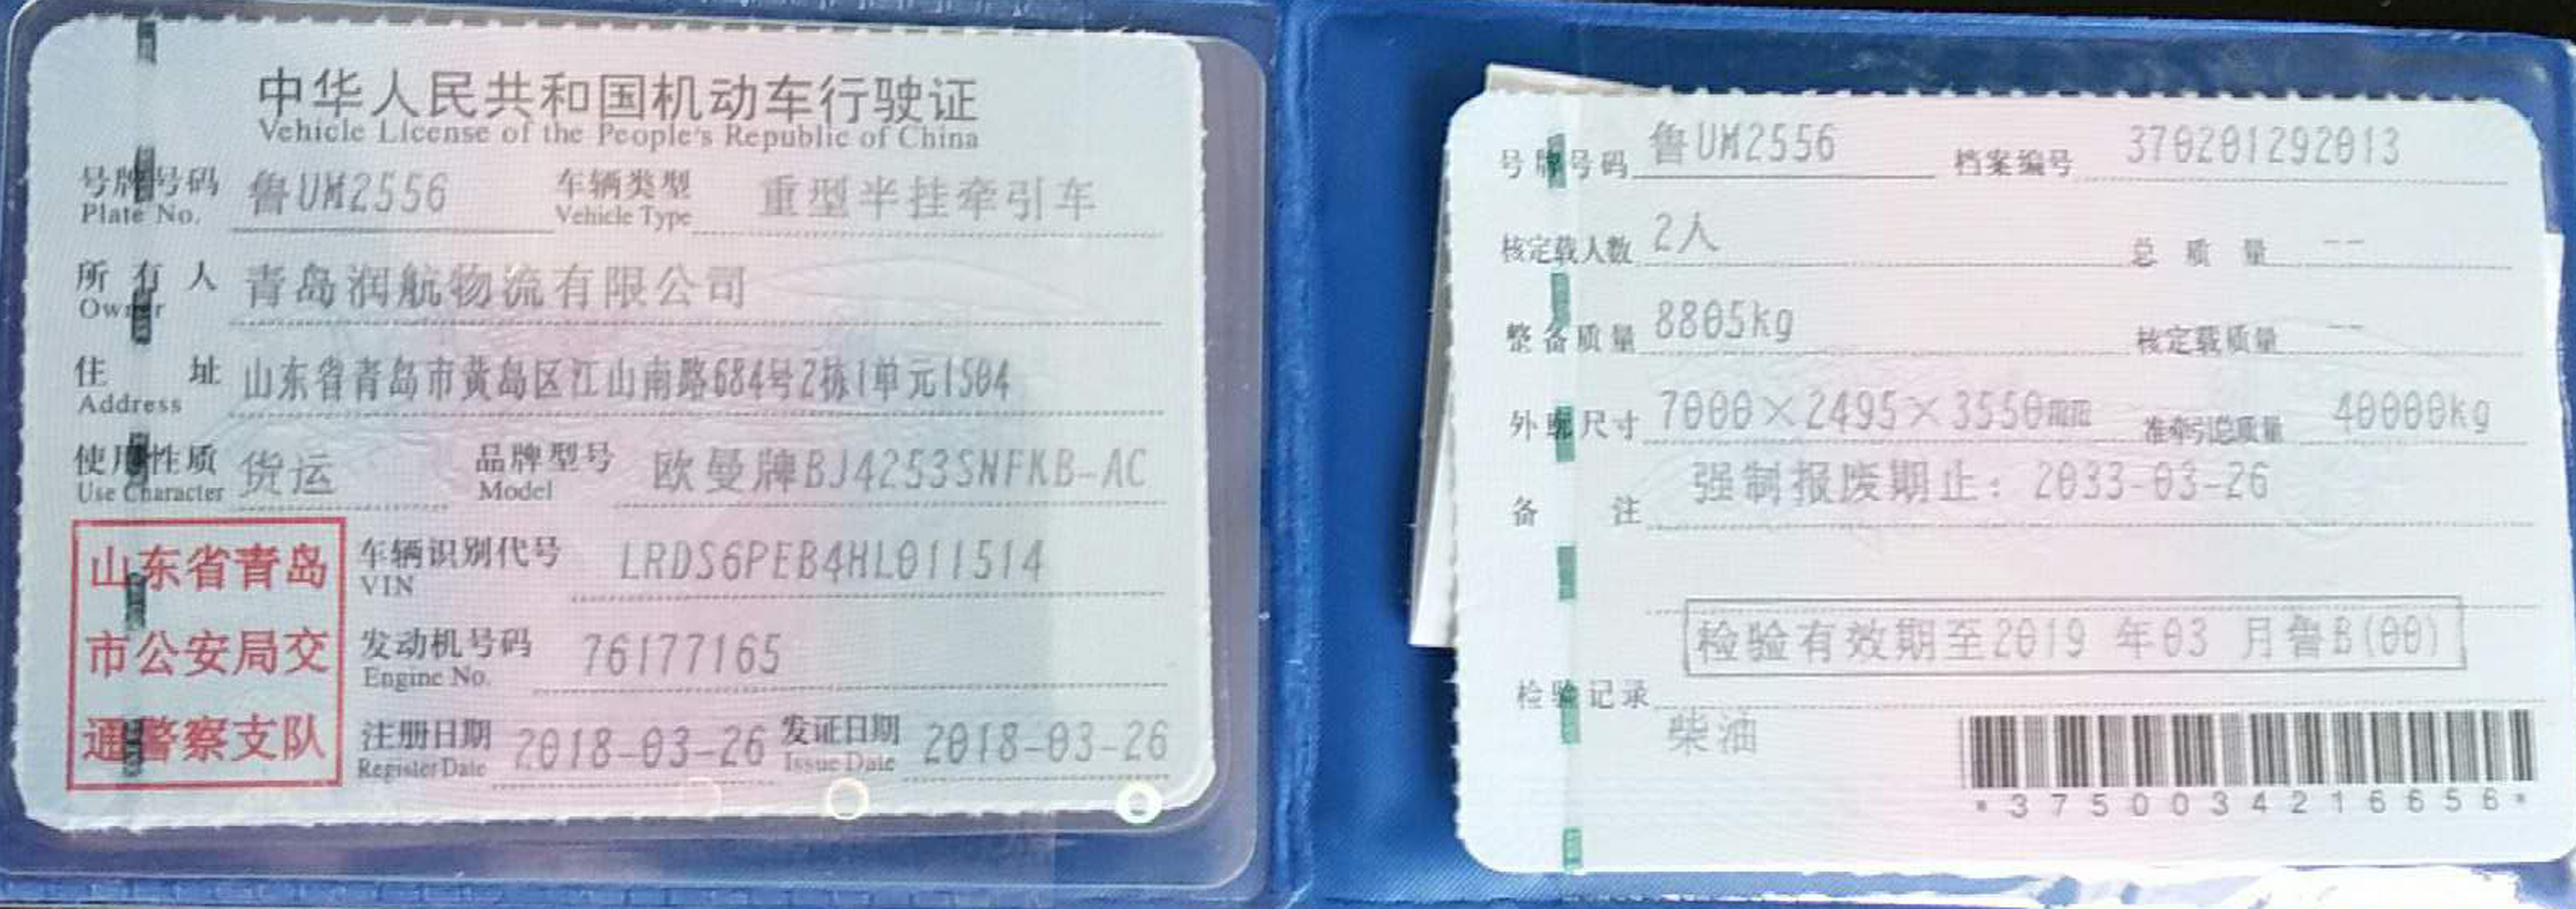 中华人民共和国机动车行驶证
Vehicle License of the People's Republic of China
号牌号码 鲁UM2556 车辆类型 重型半挂牵引车
Plate No. Vehicle Type
所有人 青岛润航物流有限公司
Owner
住址 山东省青岛市黄岛区江山南路684号2栋1单元1504
Address
使用性质 货运 品牌型号 欧曼牌BJ4253SNFKB-AC
Use Character Model
山东省青岛
市公安局交
通警察支队
车辆识别代号 LRDS6PEB4HL011514
VIN
发动机号码 76177165
Engine No.
注册日期 2018-03-26 发证日期 2018-03-26
Register Date Issue Date
号牌号码 鲁UM2556 档案编号 370201292013
核定载人数 2人 总质量 --
整备质量 8805kg 核定载质量 --
外廓尺寸 7000×2495×3550mm 准牵引总质量 40000kg
备注 强制报废期止：2033-03-26
检验有效期至2019 年03 月鲁B(00)
检验记录
柴油
*3750034216656*